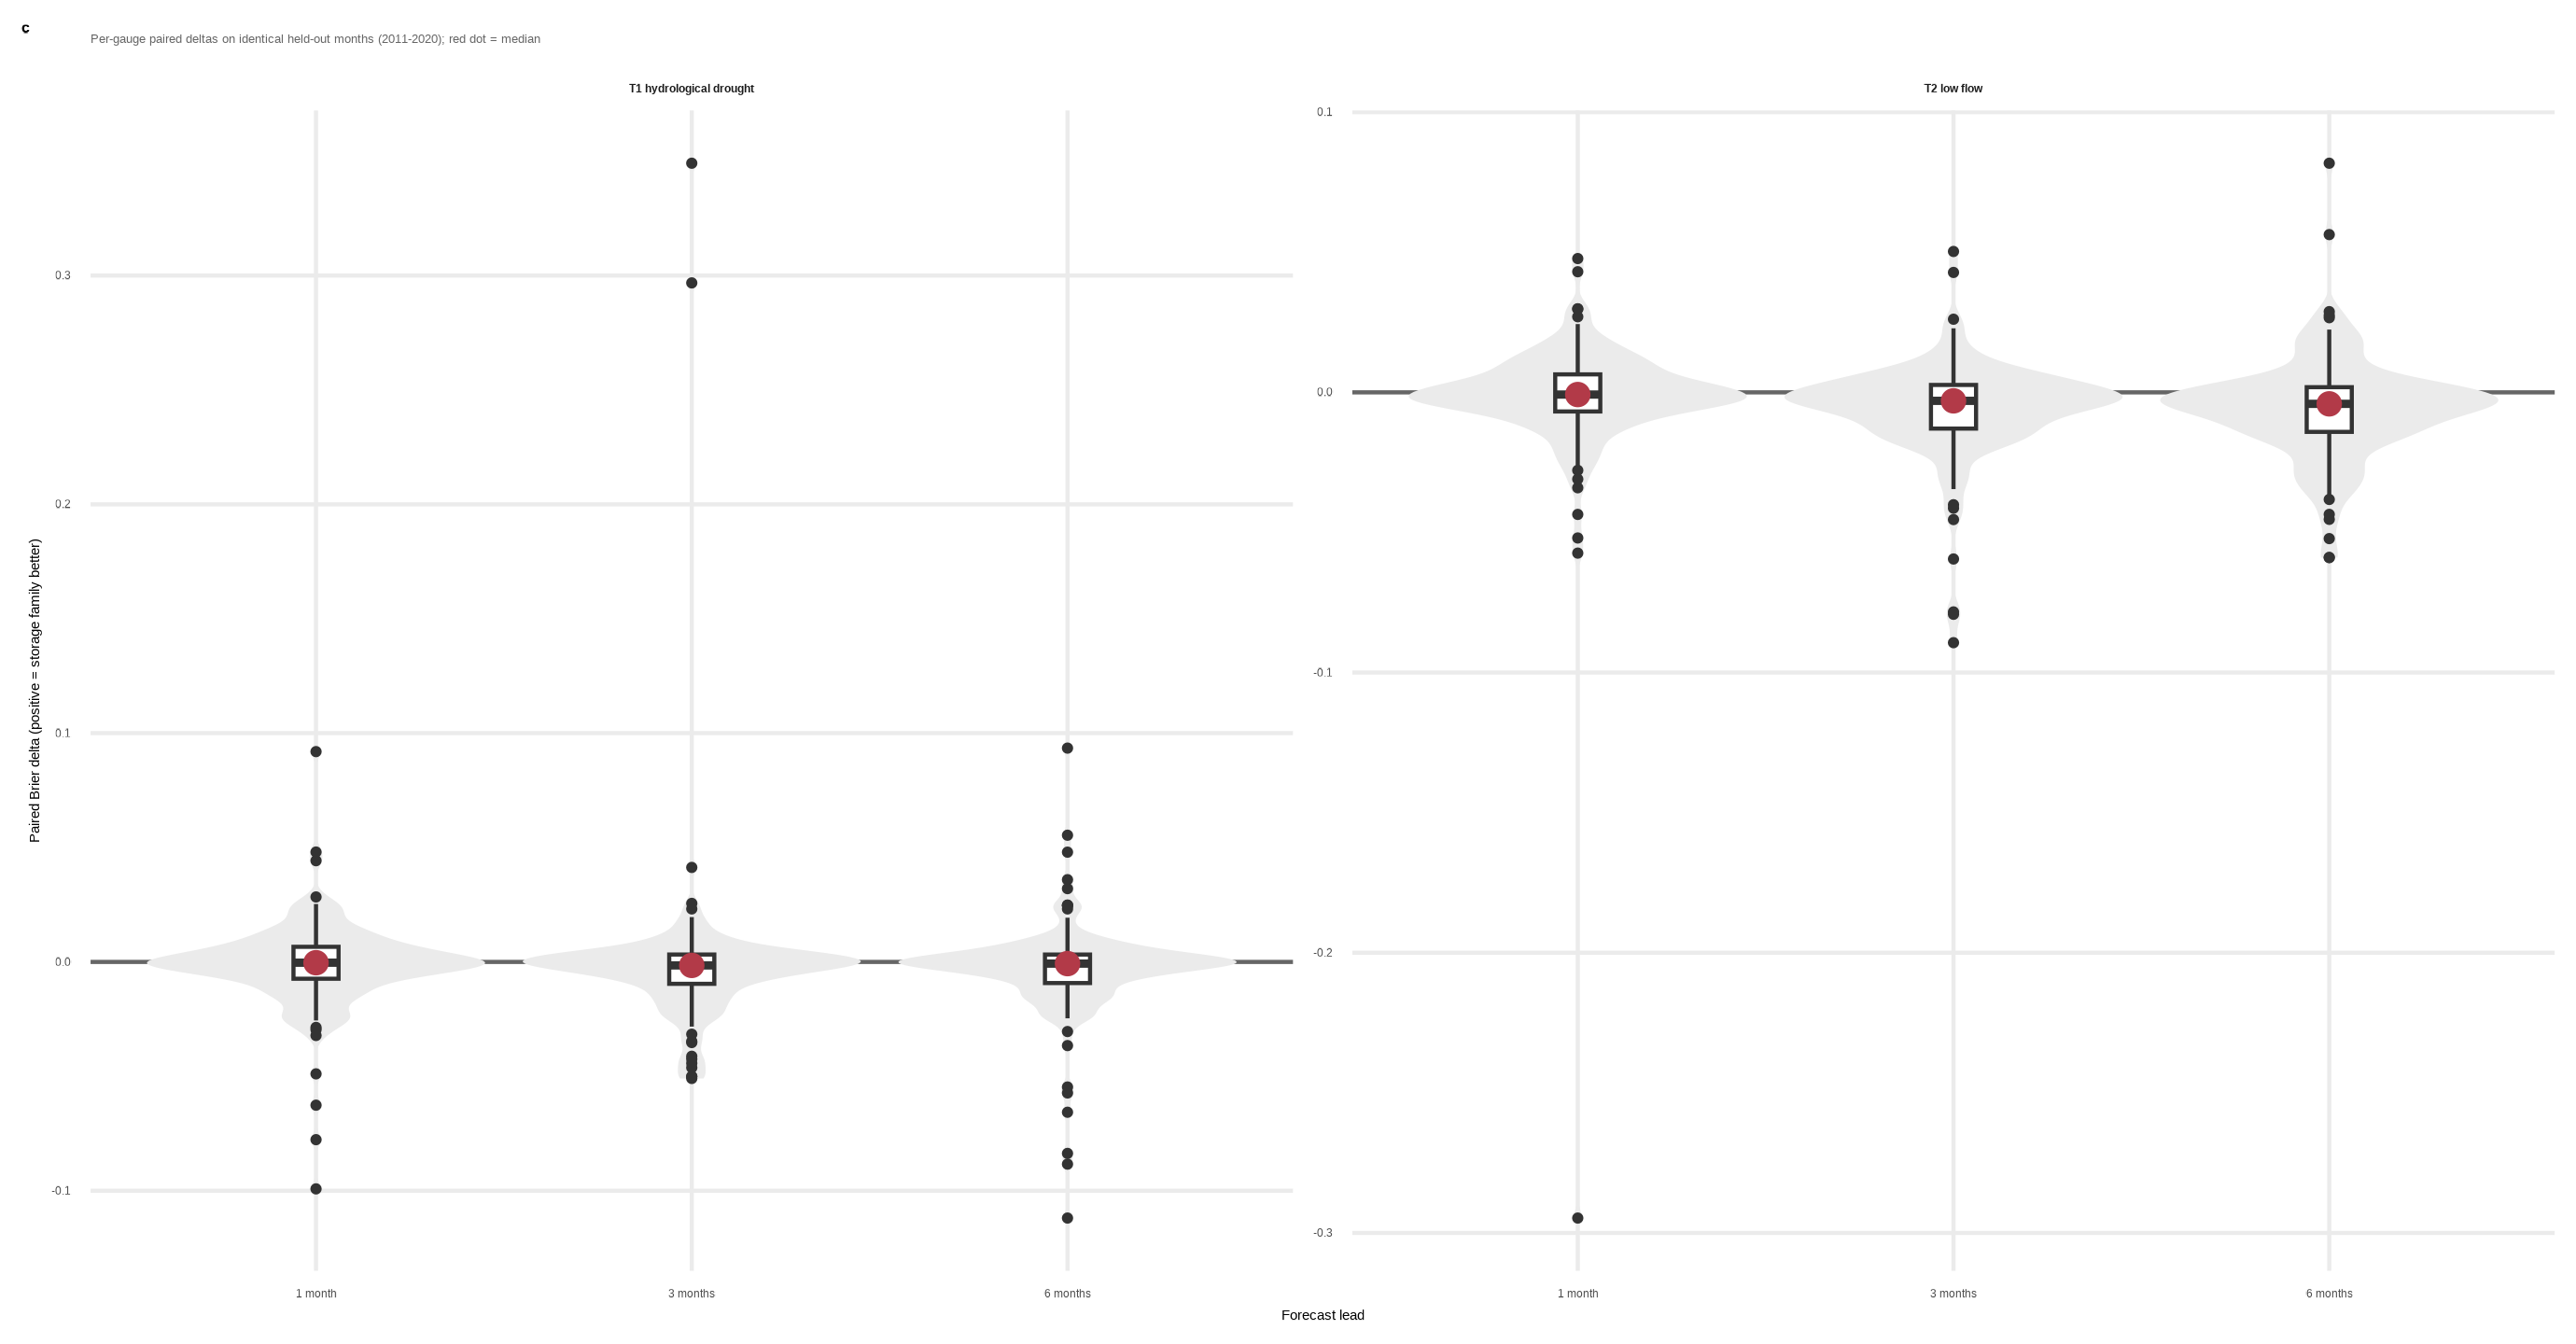 c
Per-gauge paired deltas on identical held-out months (2011-2020); red dot = median
T1 hydrological drought
T2 low flow
Paired Brier delta (positive = storage family better)
0.3
0.2
0.1
0.0
-0.1
0.1
0.0
-0.1
-0.2
-0.3
1 month
3 months
6 months
1 month
3 months
6 months
Forecast lead